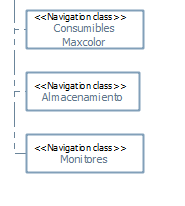 <<Navigation class>>
Consumibles
Maxcolor
<<Navigation class>>
Almacenamiento
<<Navigation class>>
Monitores